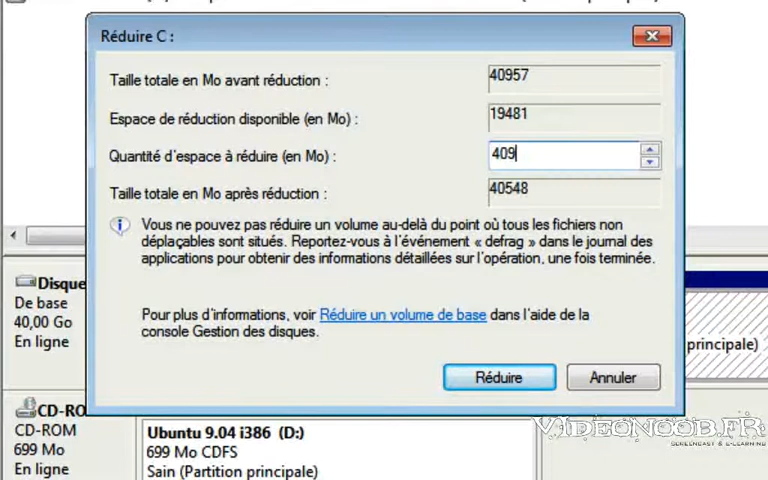 Réduire C :
Taille totale en Mo avant réduction : 40957
Espace de réduction disponible (en Mo) : 19481
Quantité d'espace à réduire (en Mo) : 409
Taille totale en Mo après réduction : 40548
Vous ne pouvez pas réduire un volume au-delà du point où tous les fichiers non
déplaçables sont situés. Reportez-vous à l'événement « defrag » dans le journal des
applications pour obtenir des informations détaillées sur l'opération, une fois terminée.
Pour plus d'informations, voir Réduire un volume de base dans l'aide de la
console Gestion des disques.
Réduire Annuler
Disque
De base
40,00 Go
En ligne
principale)
CD-RO
CD-ROM
699 Mo
En ligne
Ubuntu 9.04 i386 (D:)
699 Mo CDFS
Sain (Partition principale)
VIDEONOOB.FR
SCREENCAST & E-LEARNING